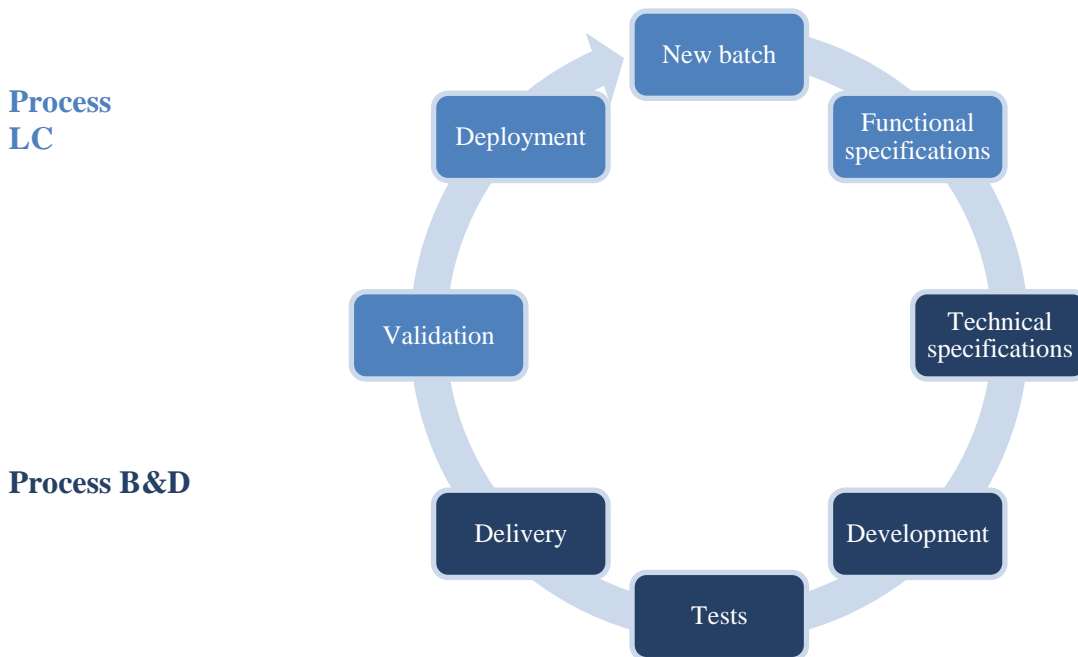 New batch
Process
LC
Deployment
Functional
specifications
Validation
Technical
specifications
Process B&D
Delivery
Development
Tests